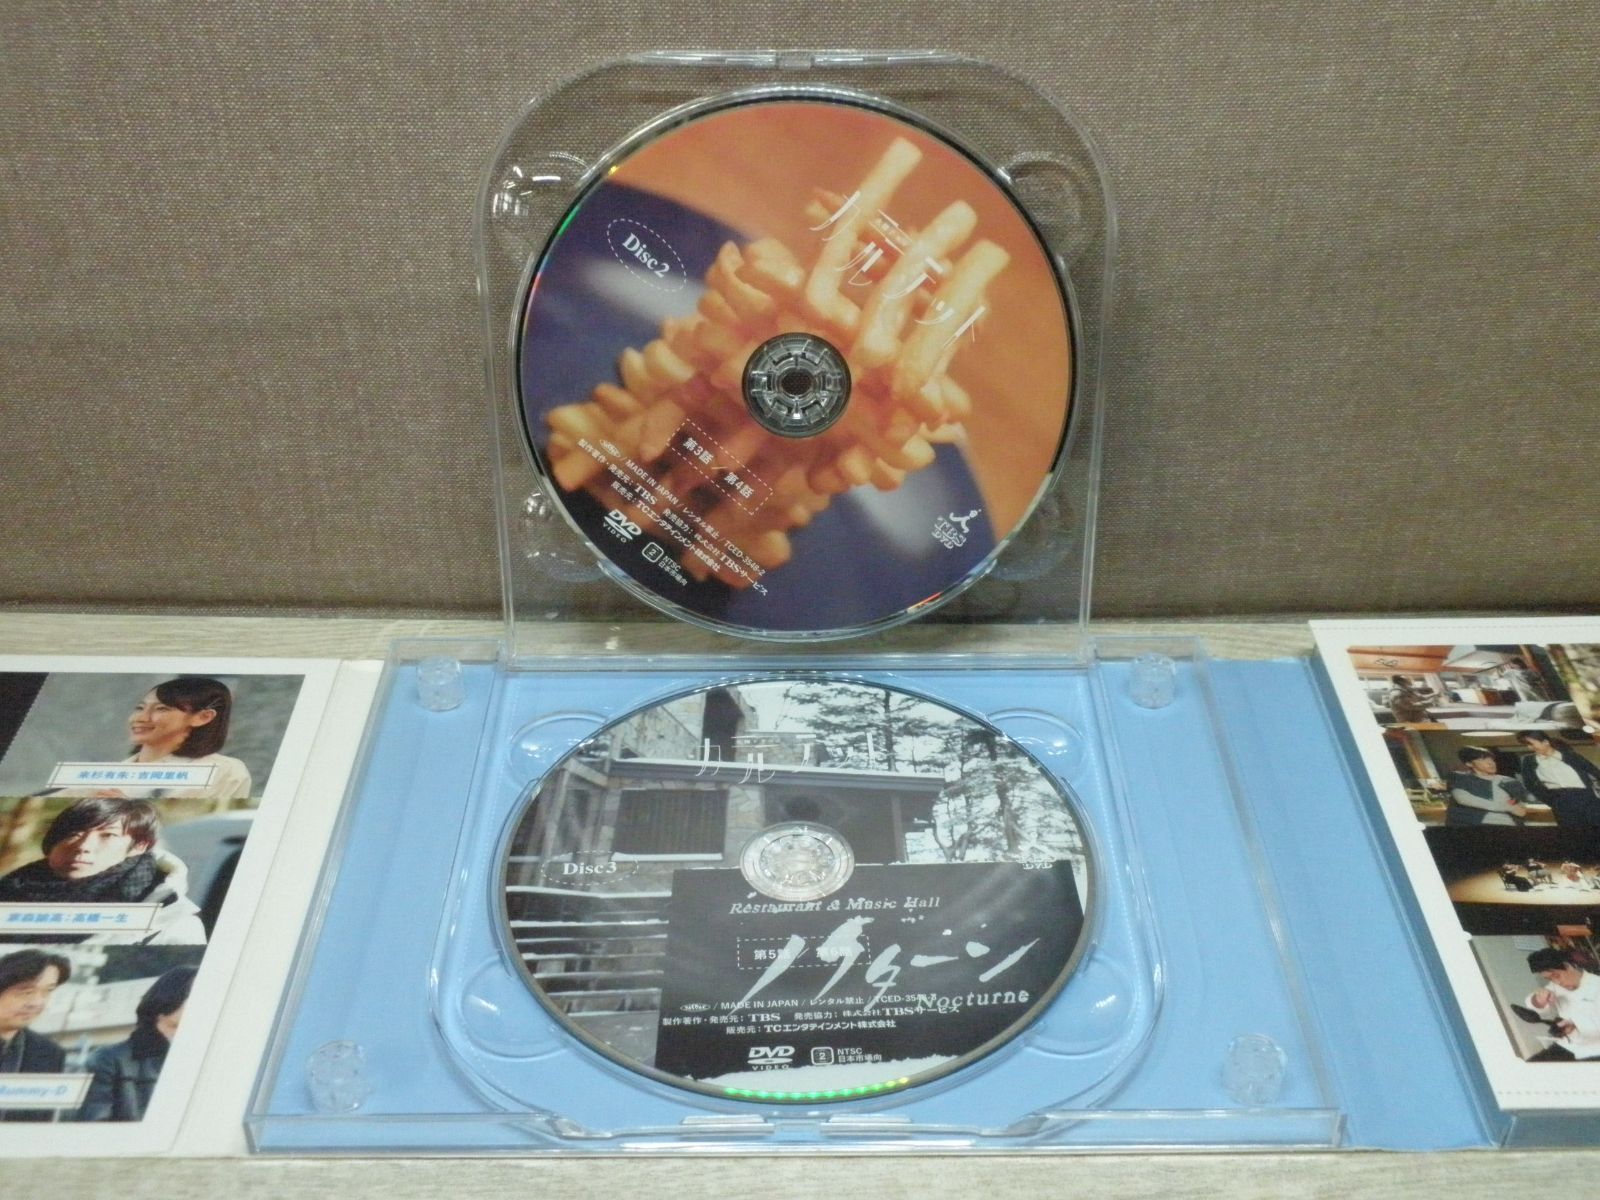 Disc2
カルテット
第3話 / 第4話
/ MADE IN JAPAN / レンタル禁止 / TCED-3548-2
製作著作・発売元：TBS 発売協力：株式会社TBSサービス
販売元：TCエンタテインメント株式会社
DVD
VIDEO
2
NTSC
日本市場向
TBS
DVD
来杉有朱：吉岡里帆
家森諭高：高橋一生
Mummy-D
カルテット
Disc3
DVD
Restaurant & Music Hall
ノクターン
第5話 / 第6話
Nocturne
/ MADE IN JAPAN / レンタル禁止 / TCED-3548-3
製作著作・発売元：TBS 発売協力：株式会社TBSサービス
販売元：TCエンタテインメント株式会社
DVD
VIDEO
2
NTSC
日本市場向